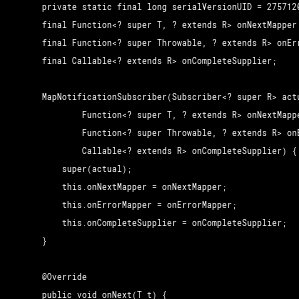 private static final long serialVersionUID = 275712
final Function<? super T, ? extends R> onNextMapper
final Function<? super Throwable, ? extends R> onErr
final Callable<? extends R> onCompleteSupplier;
MapNotificationSubscriber(Subscriber<? super R> actu
Function<? super T, ? extends R> onNextMappe
Function<? super Throwable, ? extends R> onE
Callable<? extends R> onCompleteSupplier) {
super(actual);
this.onNextMapper = onNextMapper;
this.onErrorMapper = onErrorMapper;
this.onCompleteSupplier = onCompleteSupplier;
}
@Override
public void onNext(T t) {